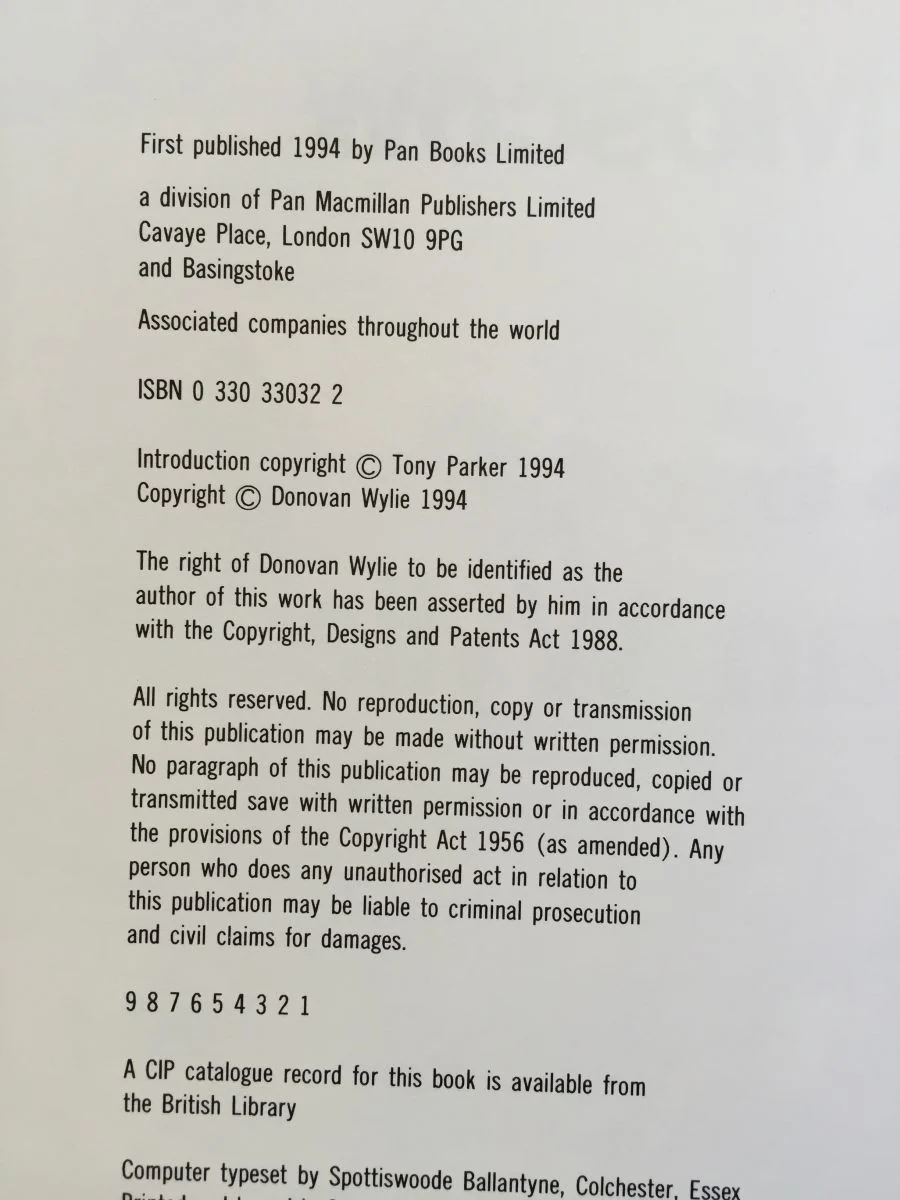 First published 1994 by Pan Books Limited
a division of Pan Macmillan Publishers Limited
Cavaye Place, London SW10 9PG
and Basingstoke
Associated companies throughout the world
ISBN 0 330 33032 2
Introduction copyright © Tony Parker 1994
Copyright © Donovan Wylie 1994
The right of Donovan Wylie to be identified as the
author of this work has been asserted by him in accordance
with the Copyright, Designs and Patents Act 1988.
All rights reserved. No reproduction, copy or transmission
of this publication may be made without written permission.
No paragraph of this publication may be reproduced, copied or
transmitted save with written permission or in accordance with
the provisions of the Copyright Act 1956 (as amended). Any
person who does any unauthorised act in relation to
this publication may be liable to criminal prosecution
and civil claims for damages.
9 8 7 6 5 4 3 2 1
A CIP catalogue record for this book is available from
the British Library
Computer typeset by Spottiswoode Ballantyne, Colchester, Essex